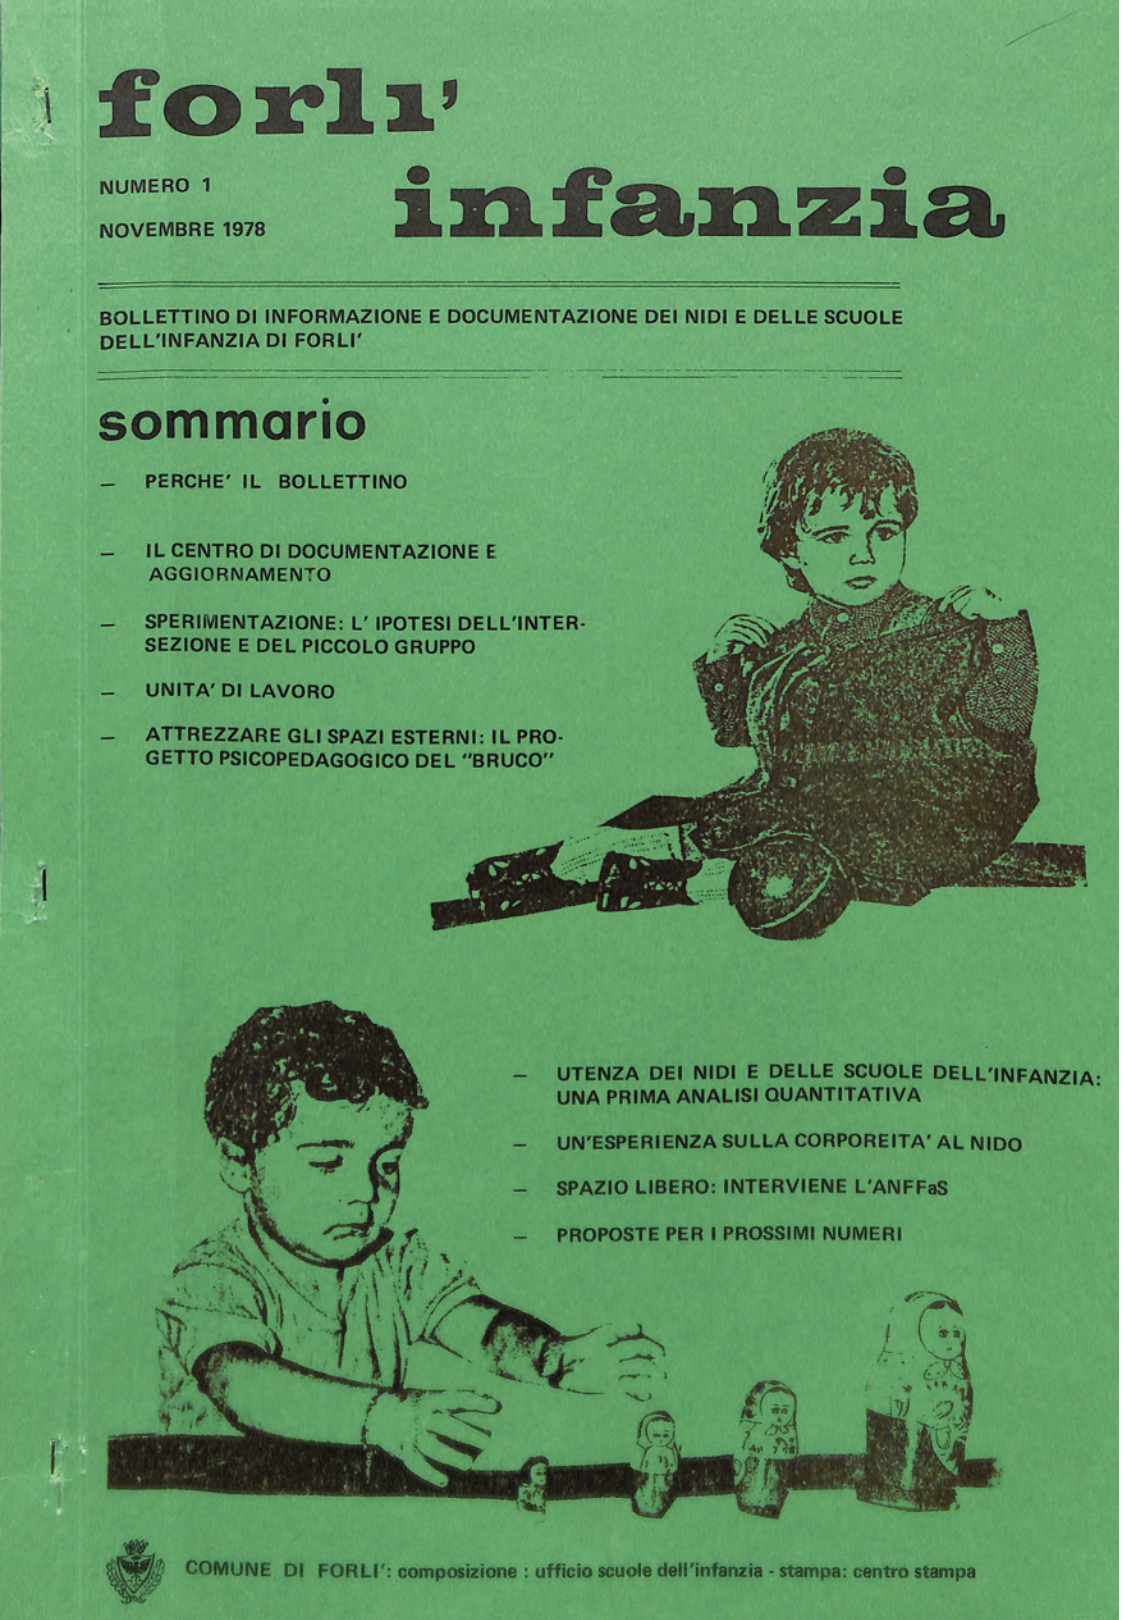 forlı'
infanzia
NUMERO 1
NOVEMBRE 1978
BOLLETTINO DI INFORMAZIONE E DOCUMENTAZIONE DEI NIDI E DELLE SCUOLE
DELL'INFANZIA DI FORLI'
sommario
— PERCHE' IL BOLLETTINO
— IL CENTRO DI DOCUMENTAZIONE E
AGGIORNAMENTO
— SPERIMENTAZIONE: L' IPOTESI DELL'INTER-
SEZIONE E DEL PICCOLO GRUPPO
— UNITA' DI LAVORO
— ATTREZZARE GLI SPAZI ESTERNI: IL PRO-
GETTO PSICOPEDAGOGICO DEL "BRUCO"
— UTENZA DEI NIDI E DELLE SCUOLE DELL'INFANZIA:
UNA PRIMA ANALISI QUANTITATIVA
— UN'ESPERIENZA SULLA CORPOREITA' AL NIDO
— SPAZIO LIBERO: INTERVIENE L'ANFFaS
— PROPOSTE PER I PROSSIMI NUMERI
COMUNE DI FORLI': composizione : ufficio scuole dell'infanzia - stampa: centro stampa